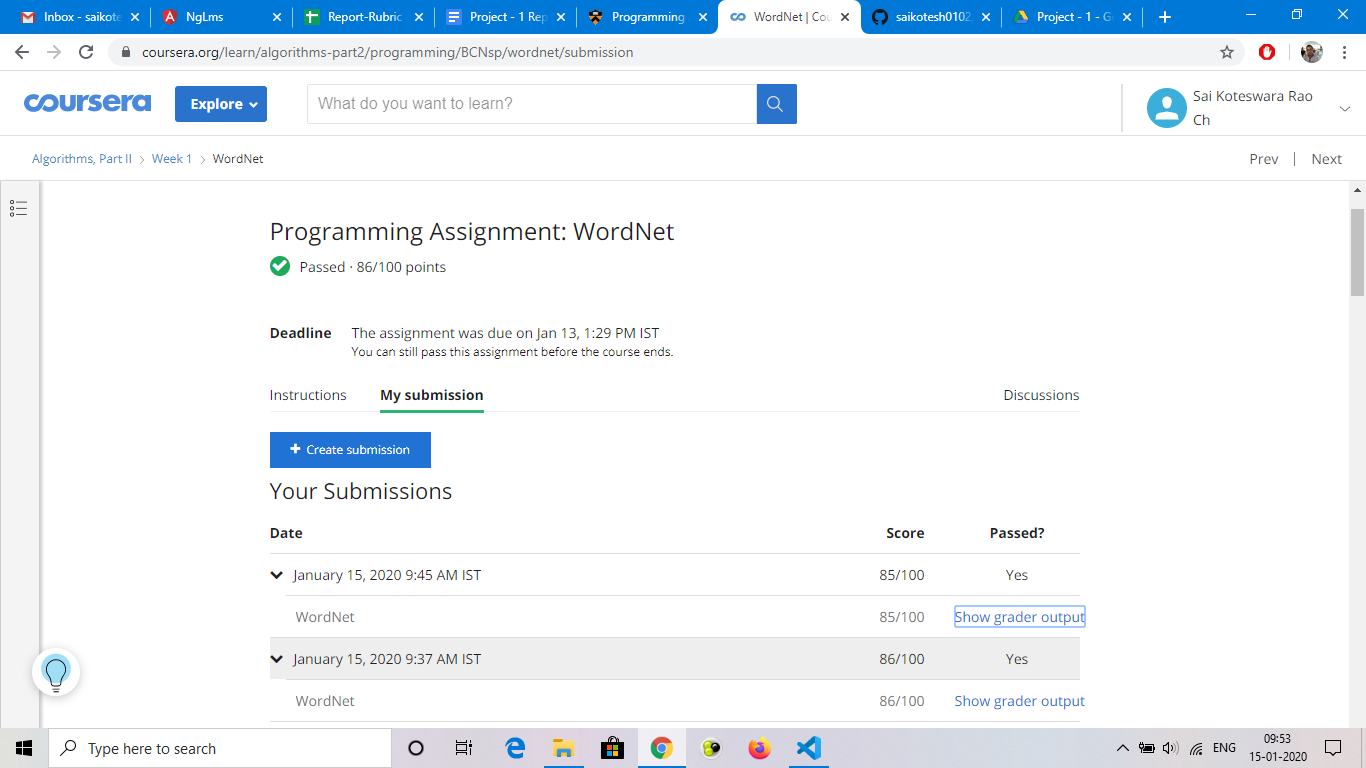 Inbox - saikote NgLms Report-Rubric Project - 1 Rep Programming WordNet | Cou saikotesh0102 Project - 1 - G
coursera.org/learn/algorithms-part2/programming/BCNsp/wordnet/submission
coursera Explore What do you want to learn? Sai Koteswara Rao
Ch
Algorithms, Part II > Week 1 > WordNet Prev | Next
Programming Assignment: WordNet
Passed · 86/100 points
Deadline The assignment was due on Jan 13, 1:29 PM IST
You can still pass this assignment before the course ends.
Instructions My submission Discussions
+ Create submission
Your Submissions
Date Score Passed?
January 15, 2020 9:45 AM IST 85/100 Yes
WordNet 85/100 Show grader output
January 15, 2020 9:37 AM IST 86/100 Yes
WordNet 86/100 Show grader output
Type here to search ENG 09:53
15-01-2020